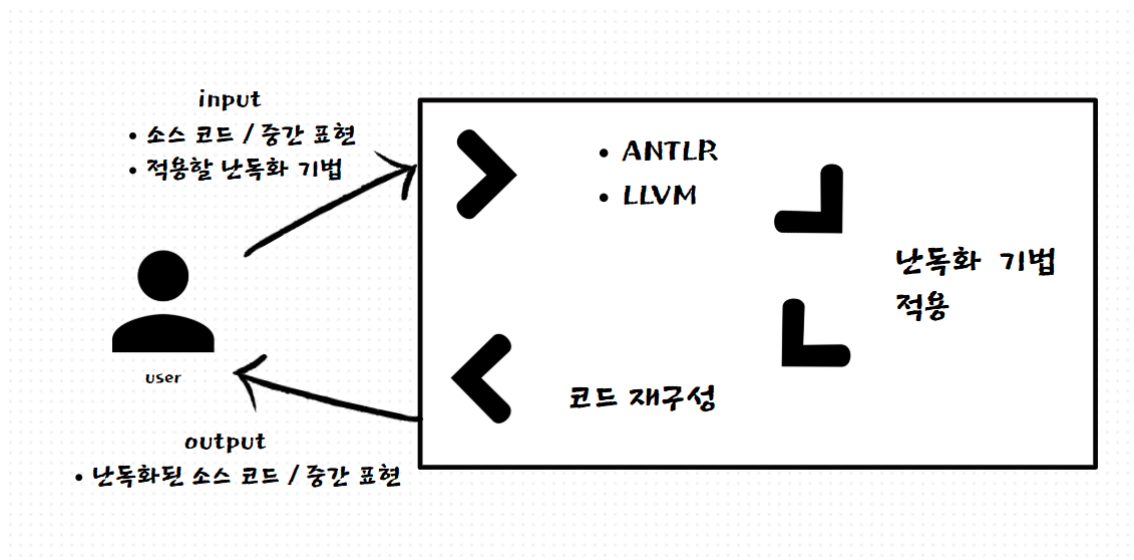 input
• 소스 코드 / 중간 표현
• 적용할 난독화 기법
• ANTLR
• LLVM
난독화 기법
적용
코드 재구성
user
output
• 난독화된 소스 코드 / 중간 표현